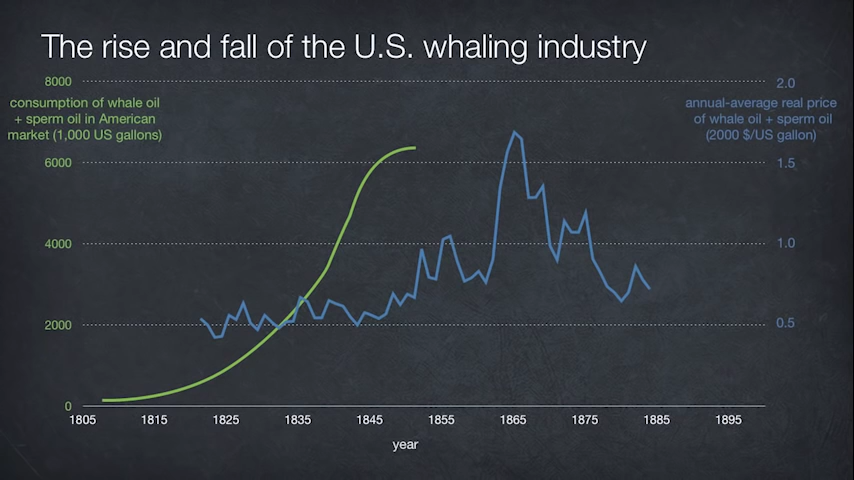 The rise and fall of the U.S. whaling industry
8000
2.0
consumption of whale oil
+ sperm oil in American
market (1,000 US gallons)
annual-average real price
of whale oil + sperm oil
(2000 $/US gallon)
6000
1.5
4000
1.0
2000
0.5
0
1805 1815 1825 1835 1845 1855 1865 1875 1885 1895
year